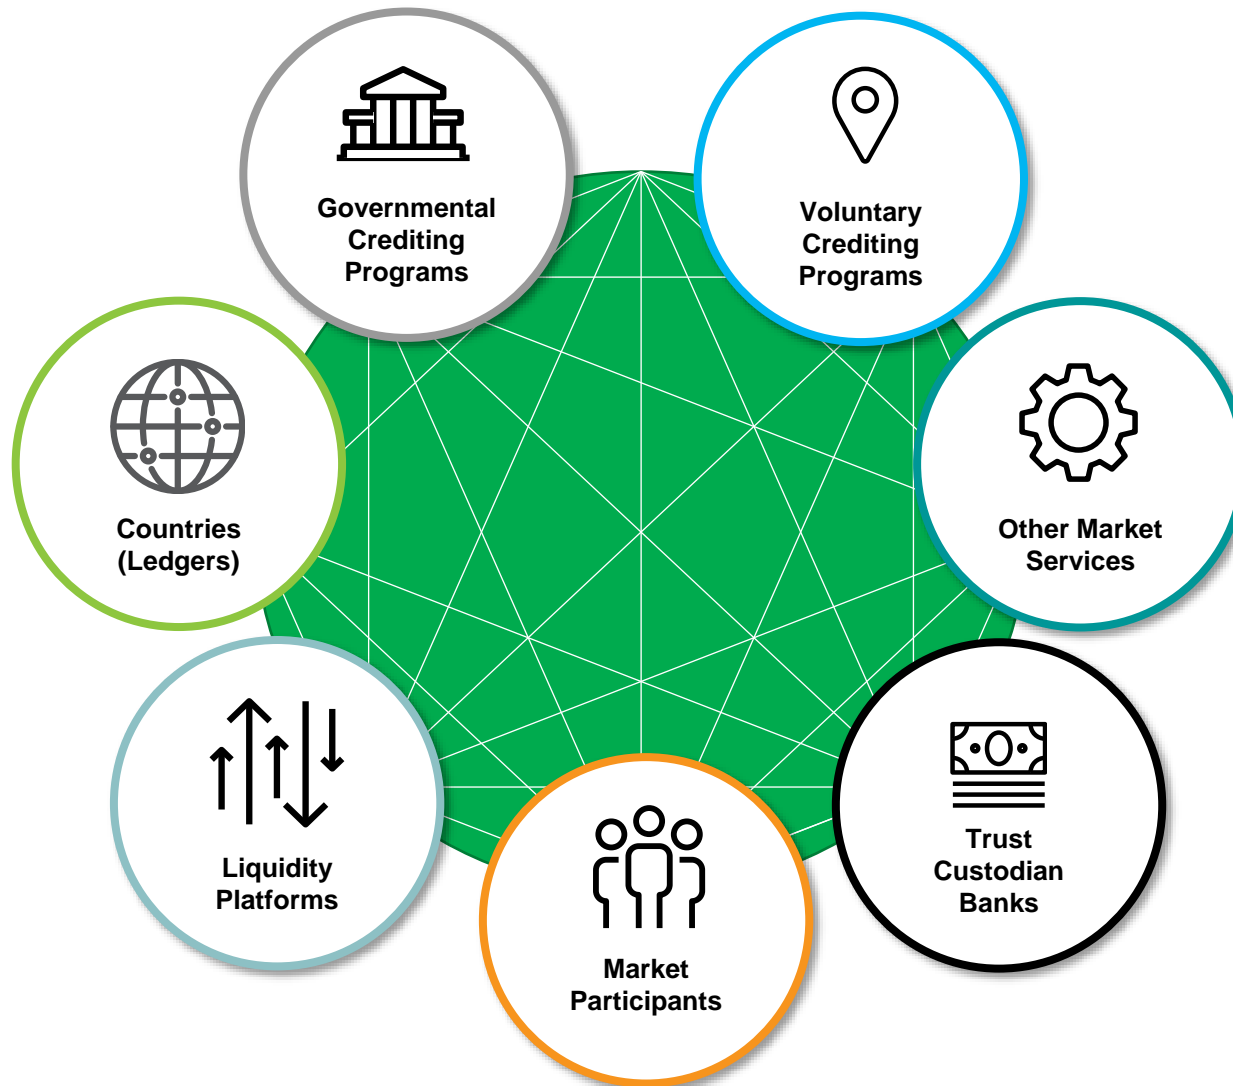 Governmental
Crediting
Programs
Voluntary
Crediting
Programs
Countries
(Ledgers)
Other Market
Services
Liquidity
Platforms
Trust
Custodian
Banks
Market
Participants